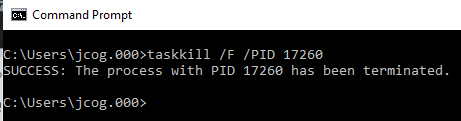 Command Prompt
C:\Users\jcog.000>taskkill /F /PID 17260
SUCCESS: The process with PID 17260 has been terminated.
C:\Users\jcog.000>